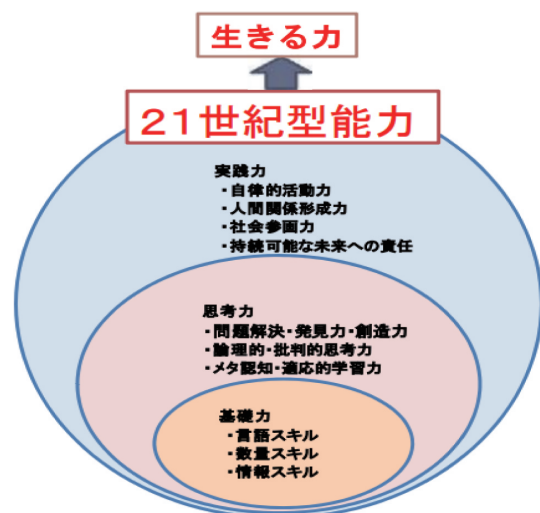 生きる力
21世紀型能力
実践力
・自律的活動力
・人間関係形成力
・社会参画力
・持続可能な未来への責任
思考力
・問題解決・発見力・創造力
・論理的・批判的思考力
・メタ認知・適応的学習力
基礎力
・言語スキル
・数量スキル
・情報スキル